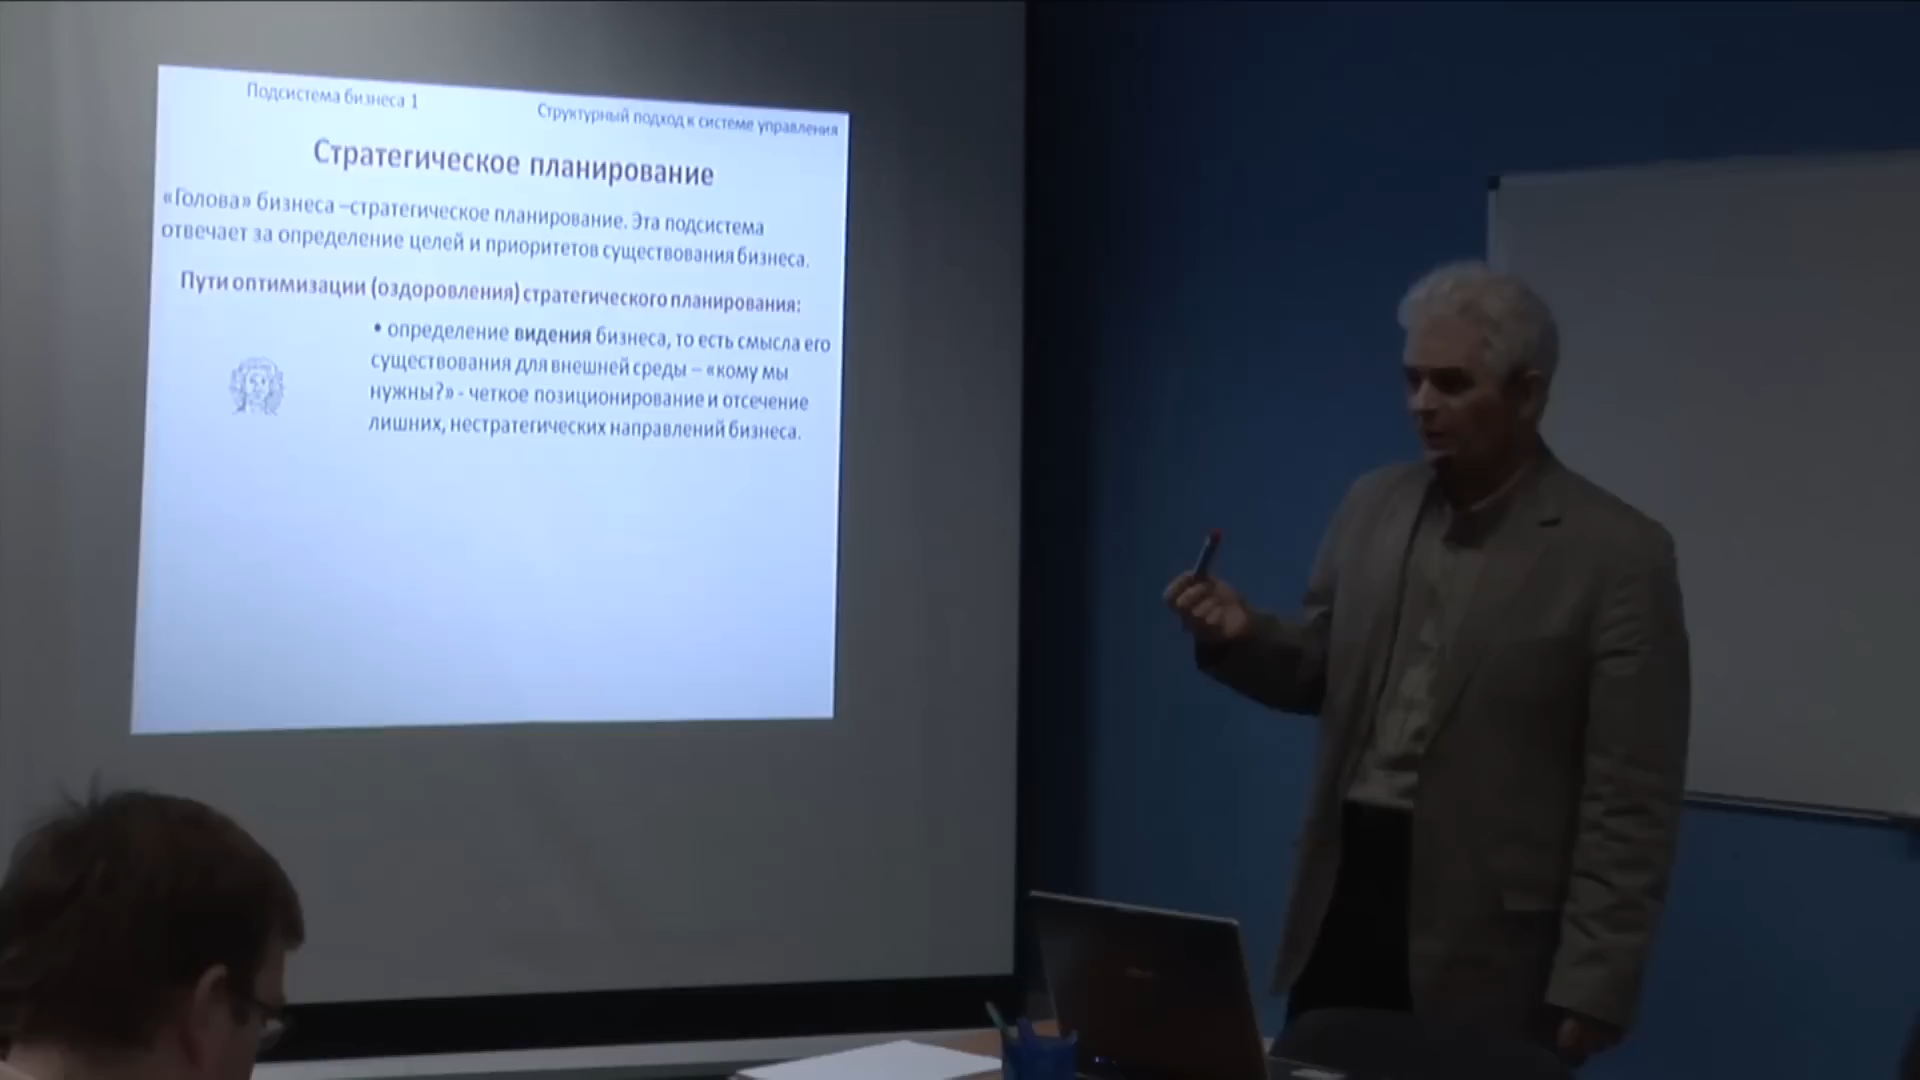 Подсистема бизнеса 1
Структурный подход к системе управления
Стратегическое планирование
«Голова» бизнеса –стратегическое планирование. Эта подсистема
отвечает за определение целей и приоритетов существования бизнеса.
Пути оптимизации (оздоровления) стратегического планирования:
• определение видения бизнеса, то есть смысла его
существования для внешней среды – «кому мы
нужны?» - четкое позиционирование и отсечение
лишних, нестратегических направлений бизнеса.